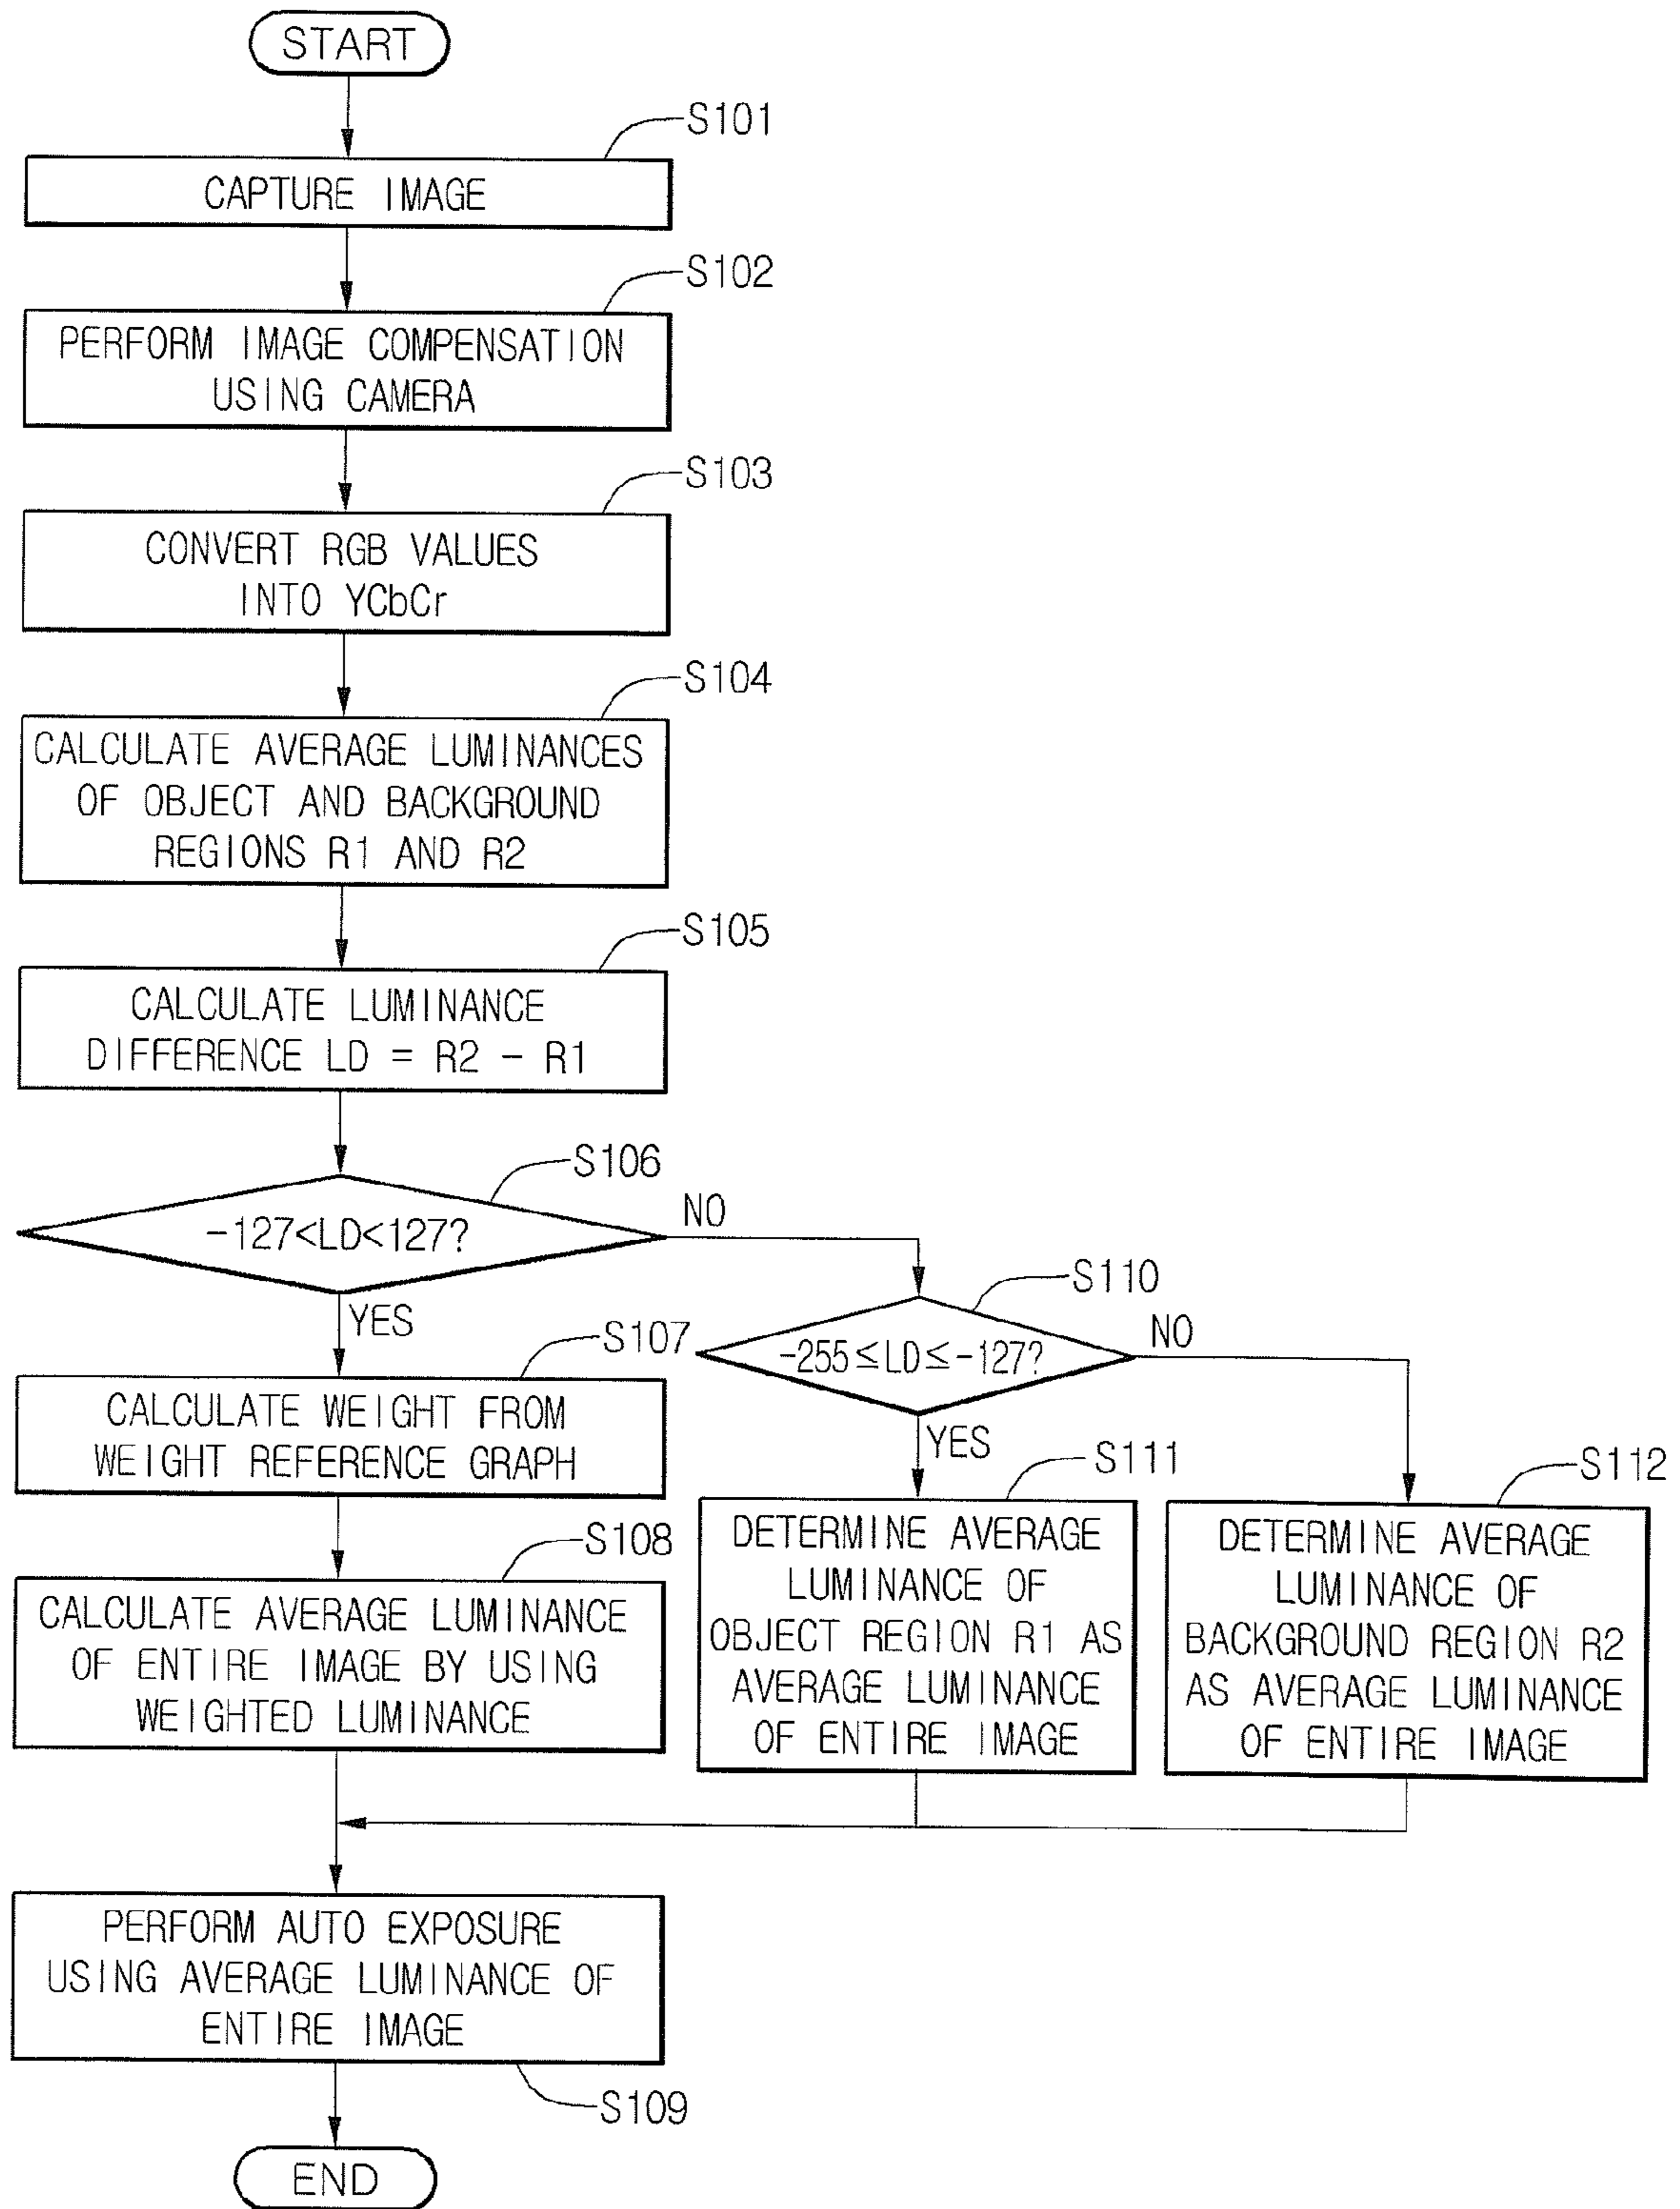 START
S101
CAPTURE IMAGE
S102
PERFORM IMAGE COMPENSATION
USING CAMERA
S103
CONVERT RGB VALUES
INTO YCbCr
S104
CALCULATE AVERAGE LUMINANCES
OF OBJECT AND BACKGROUND
REGIONS R1 AND R2
S105
CALCULATE LUMINANCE
DIFFERENCE LD = R2 - R1
S106
-127<LD<127?
NO
YES
S110
-255≤LD≤-127?
NO
YES
S107
CALCULATE WEIGHT FROM
WEIGHT REFERENCE GRAPH
S108
CALCULATE AVERAGE LUMINANCE
OF ENTIRE IMAGE BY USING
WEIGHTED LUMINANCE
S111
DETERMINE AVERAGE
LUMINANCE OF
OBJECT REGION R1 AS
AVERAGE LUMINANCE
OF ENTIRE IMAGE
S112
DETERMINE AVERAGE
LUMINANCE OF
BACKGROUND REGION R2
AS AVERAGE LUMINANCE
OF ENTIRE IMAGE
PERFORM AUTO EXPOSURE
USING AVERAGE LUMINANCE OF
ENTIRE IMAGE
S109
END